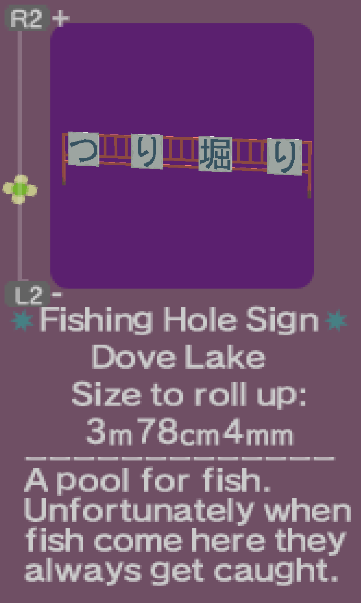 R2 +
つり堀り
L2 -
Fishing Hole Sign
Dove Lake
Size to roll up:
3m78cm4mm
A pool for fish.
Unfortunately when
fish come here they
always get caught.